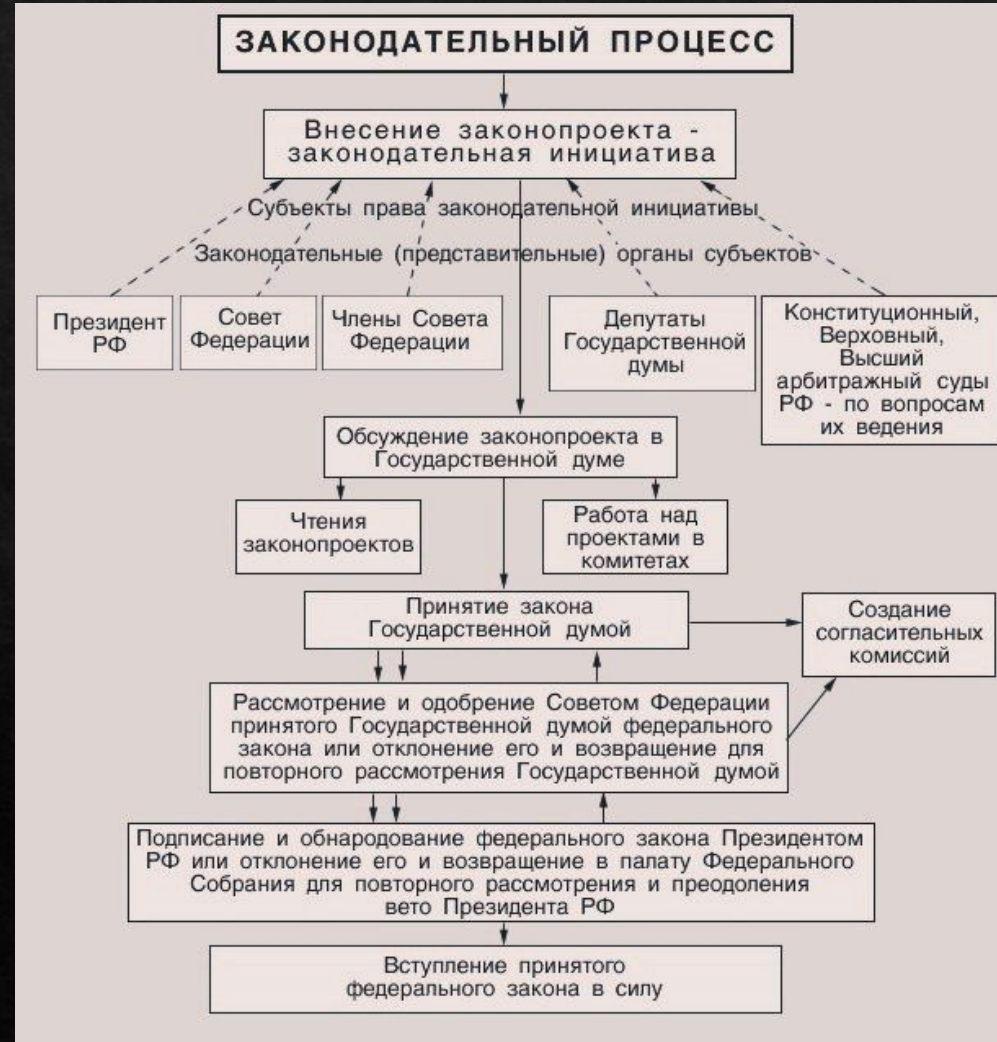 ЗАКОНОДАТЕЛЬНЫЙ ПРОЦЕСС
Внесение законопроекта -
законодательная инициатива
Субъекты права законодательной инициативы
Законодательные (представительные) органы субъектов
Президент
РФ
Совет
Федерации
Члены Совета
Федерации
Депутаты
Государственной
думы
Конституционный,
Верховный,
Высший
арбитражный суды
РФ - по вопросам
их ведения
Обсуждение законопроекта в
Государственной думе
Чтения
законопроектов
Работа над
проектами в
комитетах
Принятие закона
Государственной думой
Создание
согласительных
комиссий
Рассмотрение и одобрение Советом Федерации
принятого Государственной думой федерального
закона или отклонение его и возвращение для
повторного рассмотрения Государственной думой
Подписание и обнародование федерального закона Президентом
РФ или отклонение его и возвращение в палату Федерального
Собрания для повторного рассмотрения и преодоления
вето Президента РФ
Вступление принятого
федерального закона в силу